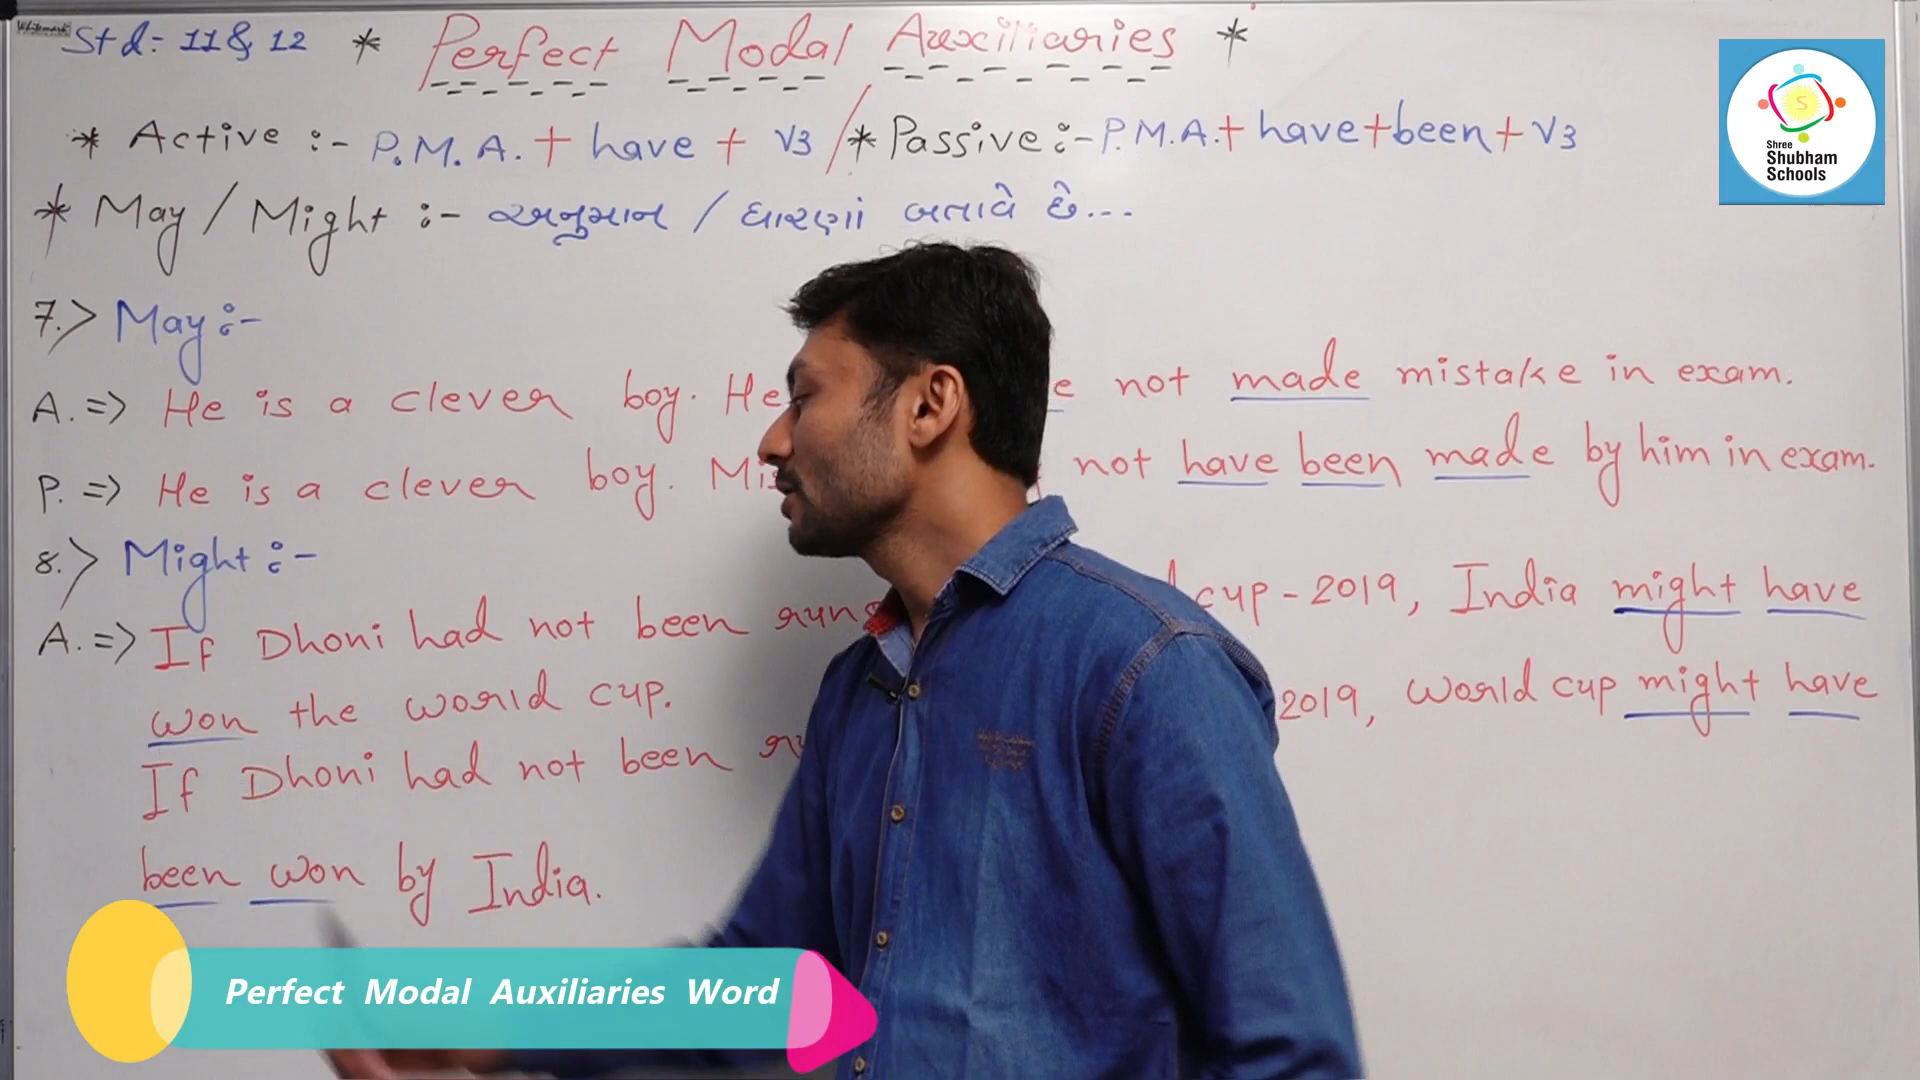 Whitemark
Std:- 11 & 12 * Perfect Modal Auxiliaries *
* Active :- P.M.A. + have + V3 / * Passive :- P.M.A. + have + been + V3
* May / Might :- અનુમાન / ધારણાં બતાવે છે...
7.> May :-
A. => He is a clever boy. He not made mistake in exam.
P. => He is a clever boy. not have been made by him in exam.
8.> Might :-
A. => If Dhoni had not been cup - 2019, India might have
won the world cup.
If Dhoni had not been 2019, world cup might have
been won by India.
Perfect Modal Auxiliaries Word
S
Shree
Shubham
Schools